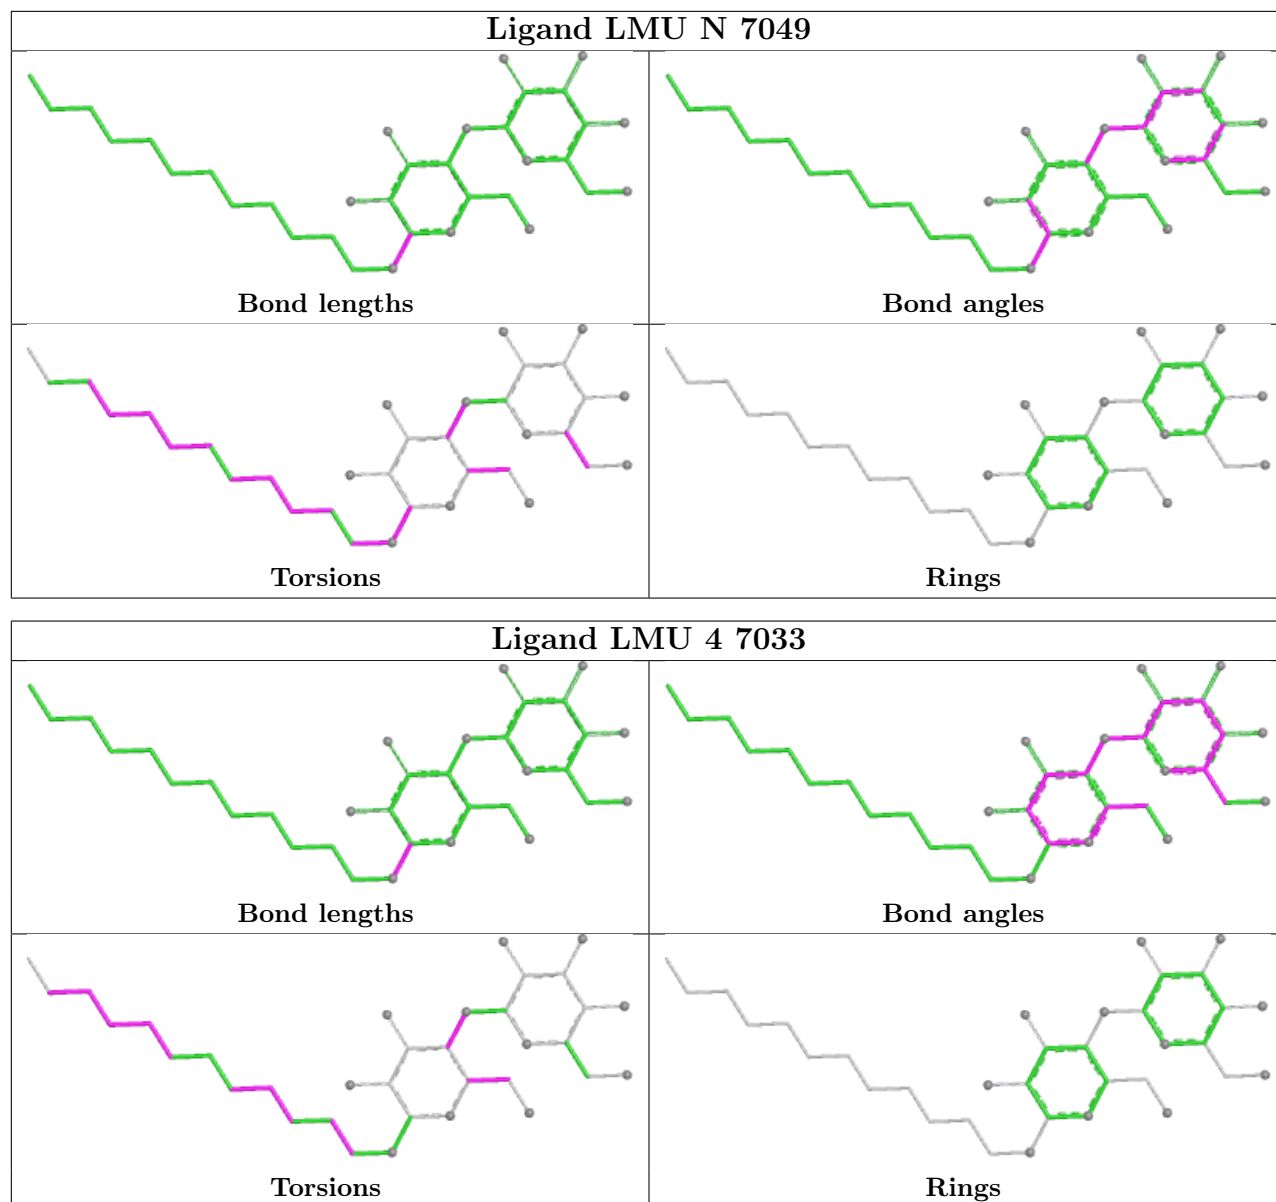 Ligand LMU N 7049
Bond lengths
Bond angles
Torsions
Rings
Ligand LMU 4 7033
Bond lengths
Bond angles
Torsions
Rings